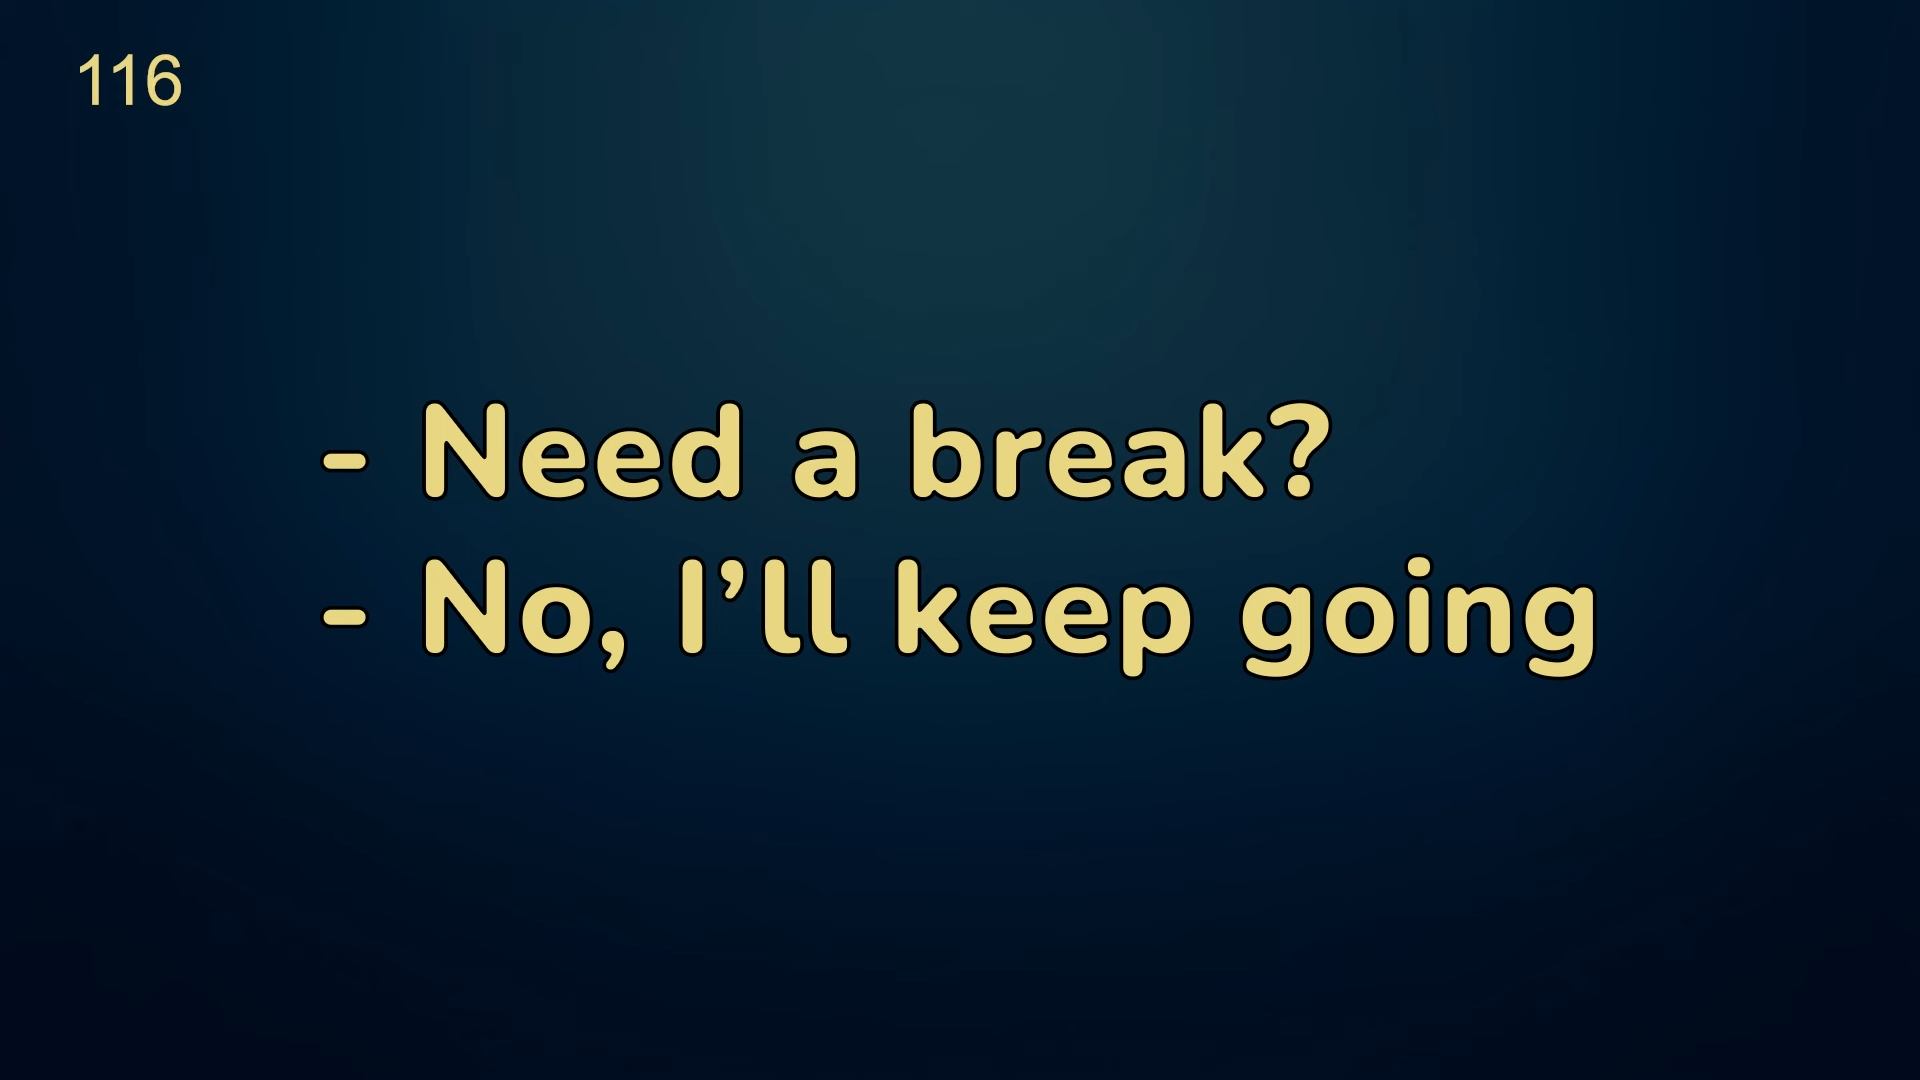 116
- Need a break?
- No, I’ll keep going